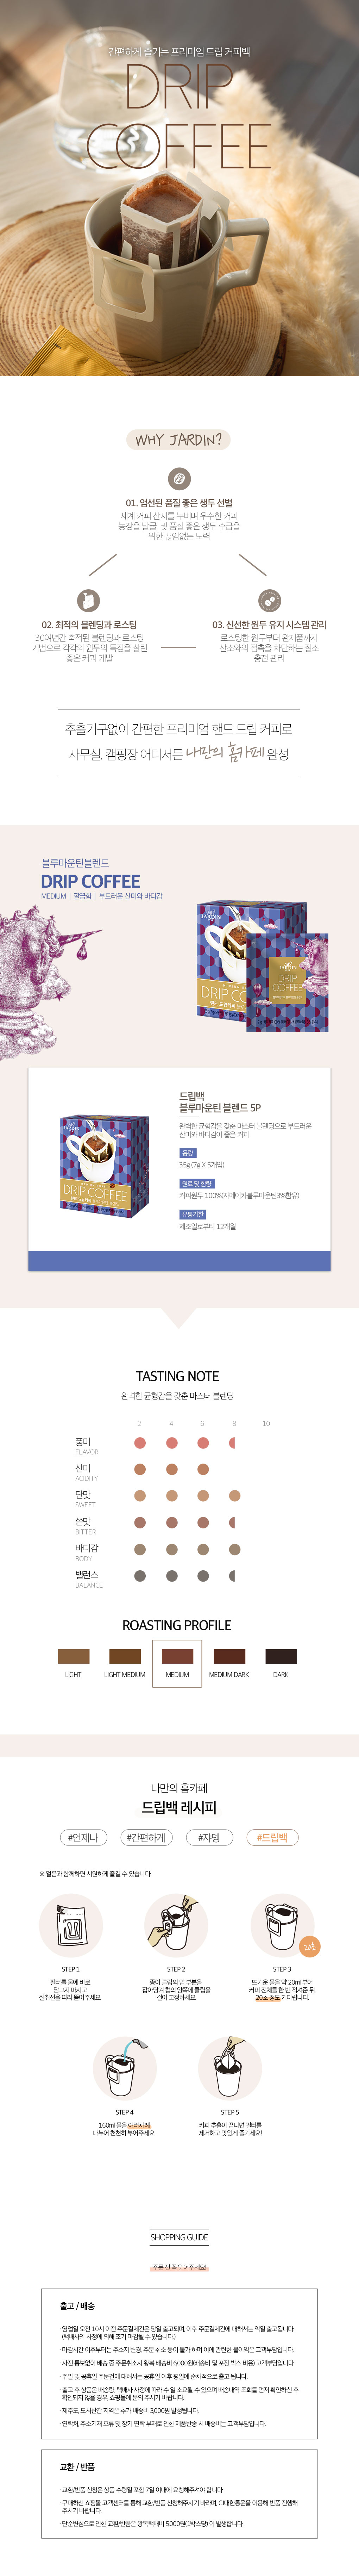 간편하게 즐기는 프리미엄 드립 커피백
DRIP
COFFEE
WHY JARDIN?
01. 엄선된 품질 좋은 생두 선별
세계 커피 산지를 누비며 우수한 커피
농장을 발굴 및 품질 좋은 생두 수급을
위한 끊임없는 노력
02. 최적의 블렌딩과 로스팅
30여년간 축적된 블렌딩과 로스팅
기법으로 각각의 원두의 특징을 살린
좋은 커피 개발
03. 신선한 원두 유지 시스템 관리
로스팅한 원두부터 완제품까지
산소와의 접촉을 차단하는 질소
충전 관리
추출기구없이 간편한 프리미엄 핸드 드립 커피로
사무실, 캠핑장 어디서든 나만의 홈카페 완성
블루마운틴블렌드
DRIP COFFEE
MEDIUM | 깔끔함 | 부드러운 산미와 바디감
JARDIN
DRIP CO
JARDIN
DRIP
COFFEE
DRIP COFFEE
드립백
블루마운틴 블렌드 5P
완벽한 균형감을 갖춘 마스터 블렌딩으로 부드러운
산미와 바디감이 좋은 커피
용량
35g (7g X 5개입)
원료 및 함량
커피원두 100%(자메이카블루마운틴3%함유)
유통기한
제조일로부터 12개월
TASTING NOTE
완벽한 균형감을 갖춘 마스터 블렌딩
2 4 6 8 10
풍미
FLAVOR
산미
ACIDITY
단맛
SWEET
쓴맛
BITTER
바디감
BODY
밸런스
BALANCE
ROASTING PROFILE
LIGHT LIGHT MEDIUM MEDIUM MEDIUM DARK DARK
나만의 홈카페
드립백 레시피
#언제나 #간편하게 #쟈뎅 #드립백
※ 얼음과 함께하면 시원하게 즐길 수 있습니다.
20초
STEP 1
필터를 물에 바로
담그지 마시고
절취선을 따라 뜯어주세요.
STEP 2
종이 클립의 밑 부분을
잡아당겨 컵의 양쪽에 클립을
걸어 고정하세요.
STEP 3
뜨거운 물을 약 20ml 부어
커피 전체를 한 번 적셔준 뒤,
20초 정도 기다립니다.
STEP 4
160ml 물을 여러차례
나누어 천천히 부어주세요.
STEP 5
커피 추출이 끝나면 필터를
제거하고 맛있게 즐기세요!
SHOPPING GUIDE
주문 전 꼭 읽어주세요!
출고 / 배송
· 영업일 오전 10시 이전 주문결제건은 당일 출고되며, 이후 주문결제건에 대해서는 익일 출고됩니다.
(택배사의 사정에 의해 조기 마감될 수 있습니다.)
· 마감시간 이후부터는 주소지 변경, 주문 취소 등이 불가 하며 이에 관련한 불이익은 고객부담입니다.
· 사전 통보없이 배송 중 주문취소시 왕복 배송비 6,000원(배송비 및 포장 박스 비용) 고객부담입니다.
· 주말 및 공휴일 주문건에 대해서는 공휴일 이후 평일에 순차적으로 출고 됩니다.
· 출고 후 상품은 배송량, 택배사 사정에 따라 수 일 소요될 수 있으며 배송내역 조회를 먼저 확인하신 후
확인되지 않을 경우, 쇼핑몰에 문의 주시기 바랍니다.
· 제주도, 도서산간 지역은 추가 배송비 3,000원 발생됩니다.
· 연락처, 주소기재 오류 및 장기 연락 부재로 인한 제품반송 시 배송비는 고객부담입니다.
교환 / 반품
· 교환/반품 신청은 상품 수령일 포함 7일 이내에 요청해주셔야 합니다.
· 구매하신 쇼핑몰 고객센터를 통해 교환/반품 신청해주시기 바라며, CJ대한통운을 이용해 반품 진행해
주시기 바랍니다.
· 단순변심으로 인한 교환/반품은 왕복택배비 5,000원(1박스당) 이 발생합니다.